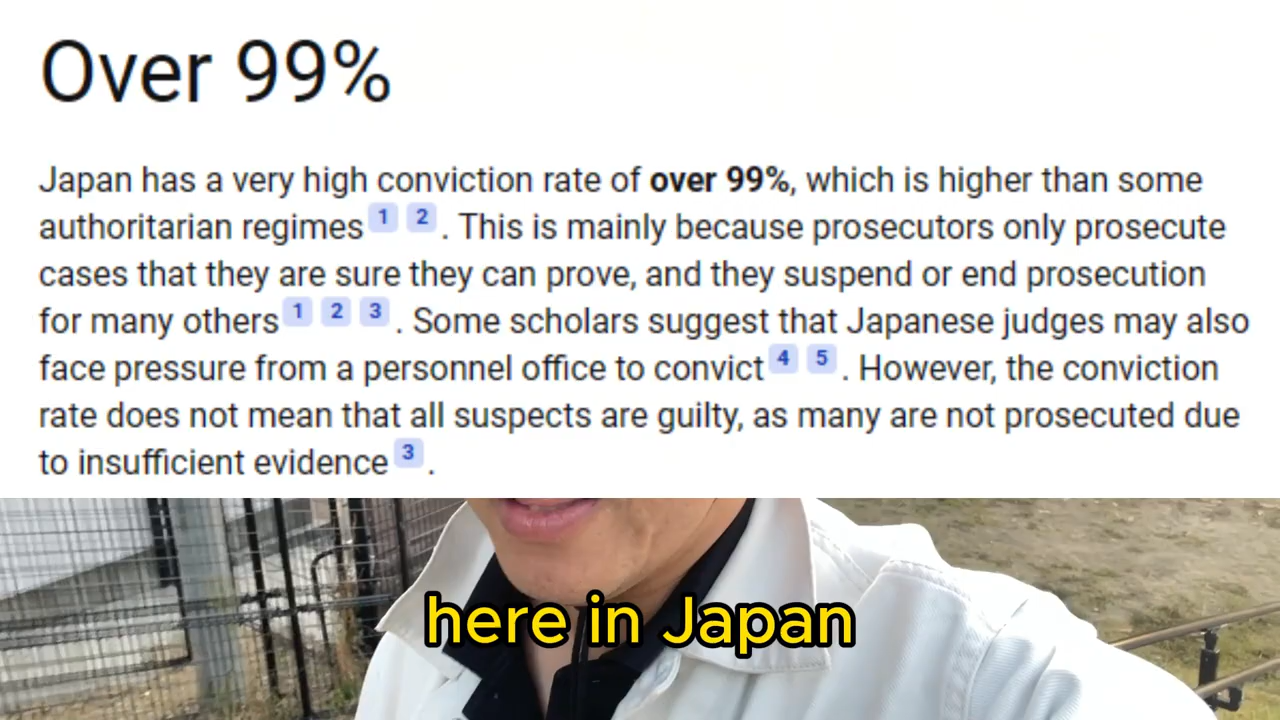 Over 99%
Japan has a very high conviction rate of over 99%, which is higher than some
authoritarian regimes 1 2 . This is mainly because prosecutors only prosecute
cases that they are sure they can prove, and they suspend or end prosecution
for many others 1 2 3 . Some scholars suggest that Japanese judges may also
face pressure from a personnel office to convict 4 5 . However, the conviction
rate does not mean that all suspects are guilty, as many are not prosecuted due
to insufficient evidence 3 .
here in Japan